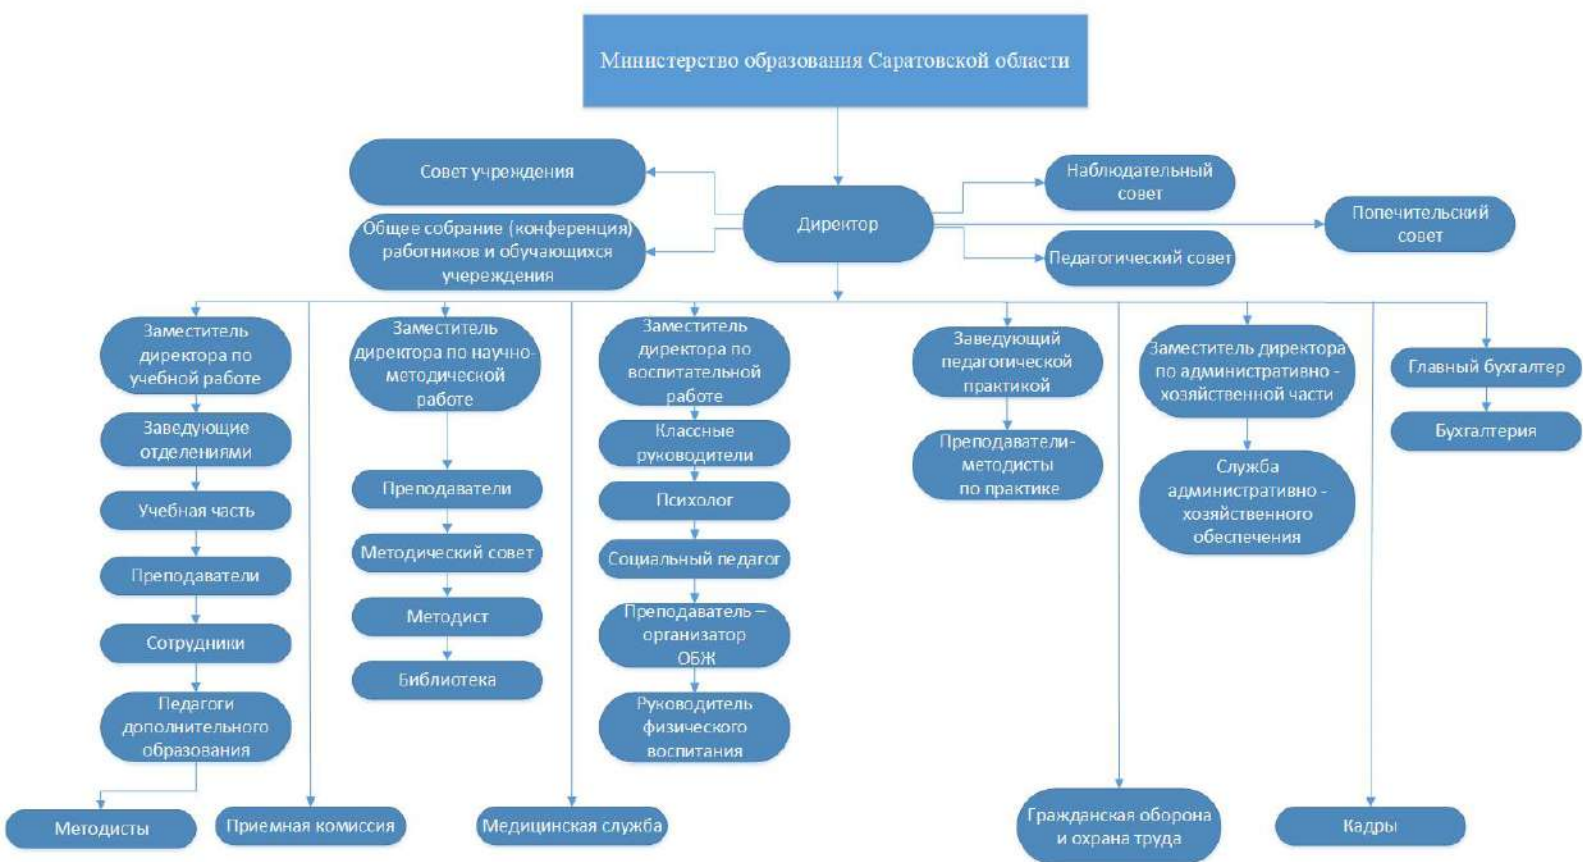 Министерство образования Саратовской области
Совет учреждения
Наблюдательный
совет
Директор
Попечительский
совет
Общее собрание (конференция)
работников и обучающихся
учереждения
Педагогический совет
Заместитель
директора по
учебной работе
Заведующие
отделениями
Учебная часть
Преподаватели
Сотрудники
Педагоги
дополнительного
образования
Методисты
Приемная комиссия
Заместитель
директора по научно-
методической
работе
Преподаватели
Методический совет
Методист
Библиотека
Медицинская служба
Заместитель
директора по
воспитательной
работе
Классные
руководители
Психолог
Социальный педагог
Преподаватель –
организатор
ОБЖ
Руководитель
физического
воспитания
Заведующий
педагогической
практикой
Преподаватели-
методисты
по практике
Гражданская оборона
и охрана труда
Заместитель директора
по административно -
хозяйственной части
Служба
административно -
хозяйственного
обеспечения
Кадры
Главный бухгалтер
Бухгалтерия